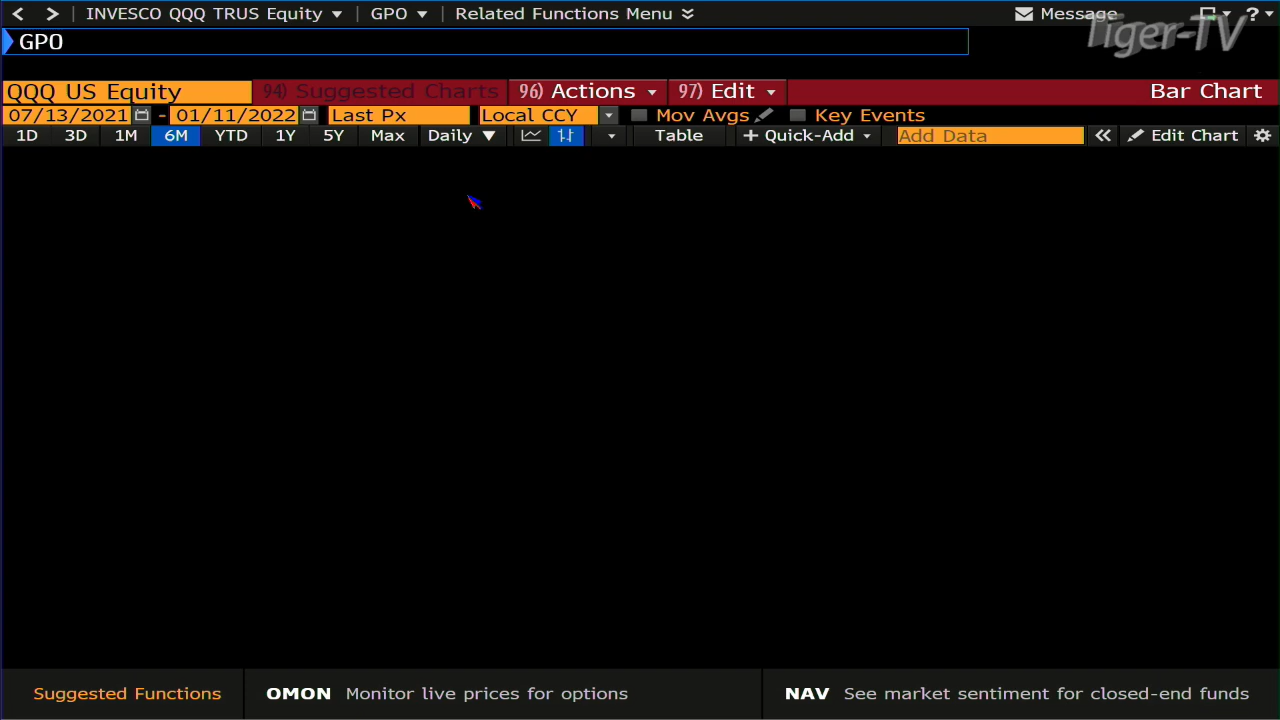 INVESCO QQQ TRUS Equity GPO Related Functions Menu Message ?
Tiger-TV
GPO
QQQ US Equity 94) Suggested Charts 96) Actions 97) Edit Bar Chart
07/13/2021 - 01/11/2022 Last Px Local CCY Mov Avgs Key Events
1D 3D 1M 6M YTD 1Y 5Y Max Daily Table + Quick-Add Add Data Edit Chart
Suggested Functions OMON Monitor live prices for options NAV See market sentiment for closed-end funds